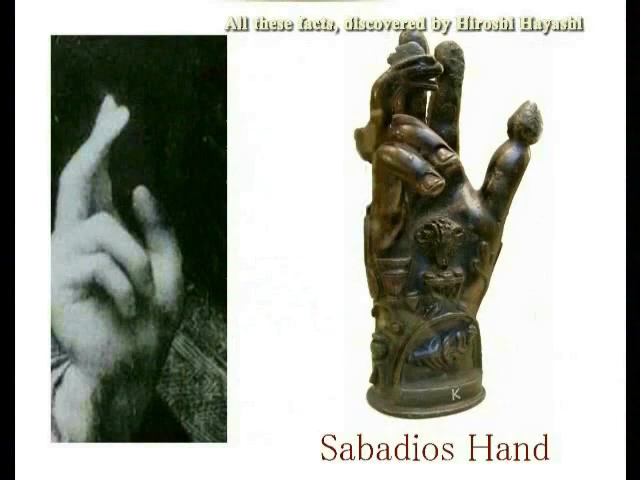 All these facts, discovered by Hiroshi Hayashi
K
Sabadios Hand